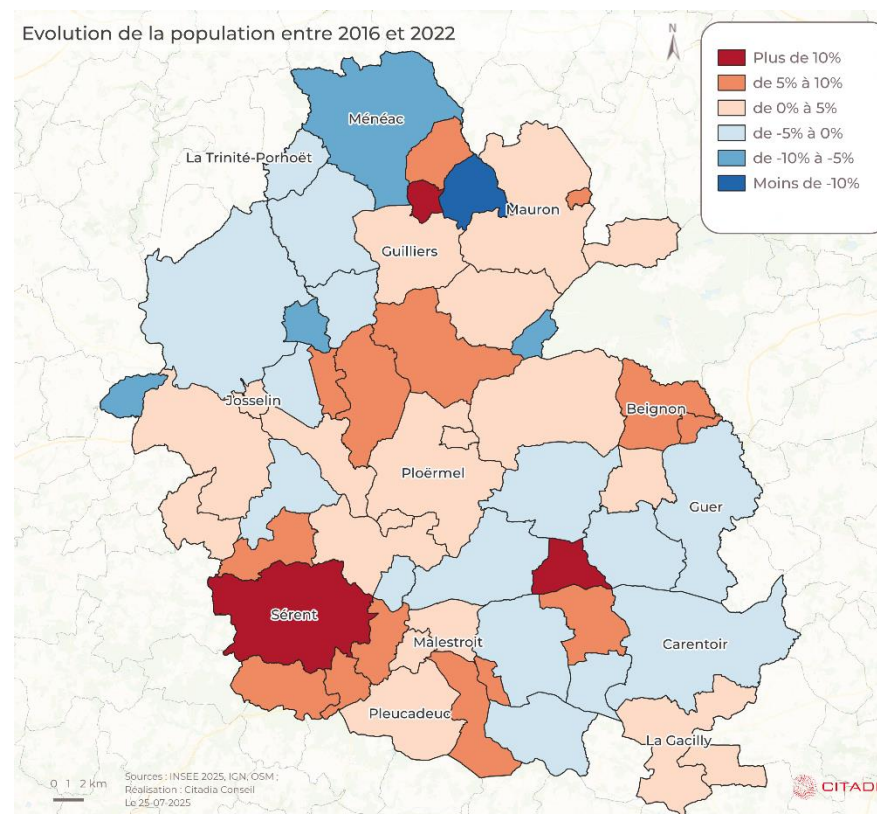 Evolution de la population entre 2016 et 2022
N
Plus de 10%
de 5% à 10%
de 0% à 5%
de -5% à 0%
de -10% à -5%
Moins de -10%
Ménéac
La Trinité-Porhoët
Mauron
Guilliers
Josselin
Beignon
Ploërmel
Guer
Sérent
Malestroit
Carentoir
Pleucadeuc
La Gacilly
0 1 2 km
Sources : INSEE 2025, IGN, OSM ;
Réalisation : Citadia Conseil
Le 25-07-2025
CITADI